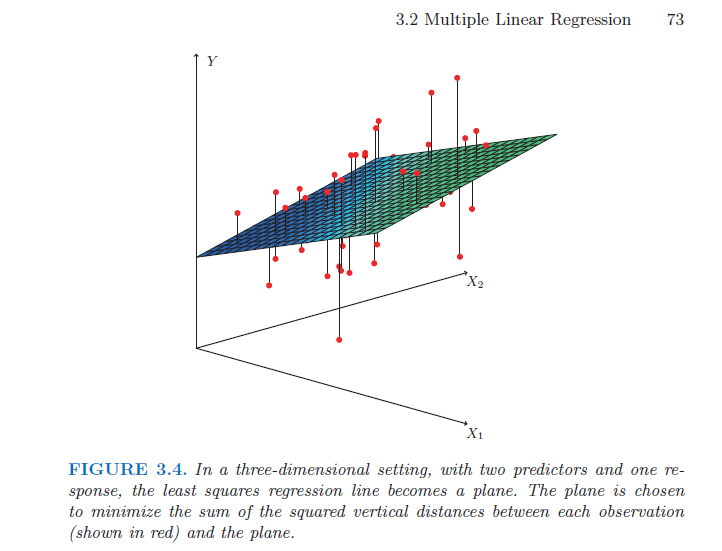 3.2 Multiple Linear Regression 73
Y
X₂
X₁
FIGURE 3.4. In a three-dimensional setting, with two predictors and one re-
sponse, the least squares regression line becomes a plane. The plane is chosen
to minimize the sum of the squared vertical distances between each observation
(shown in red) and the plane.